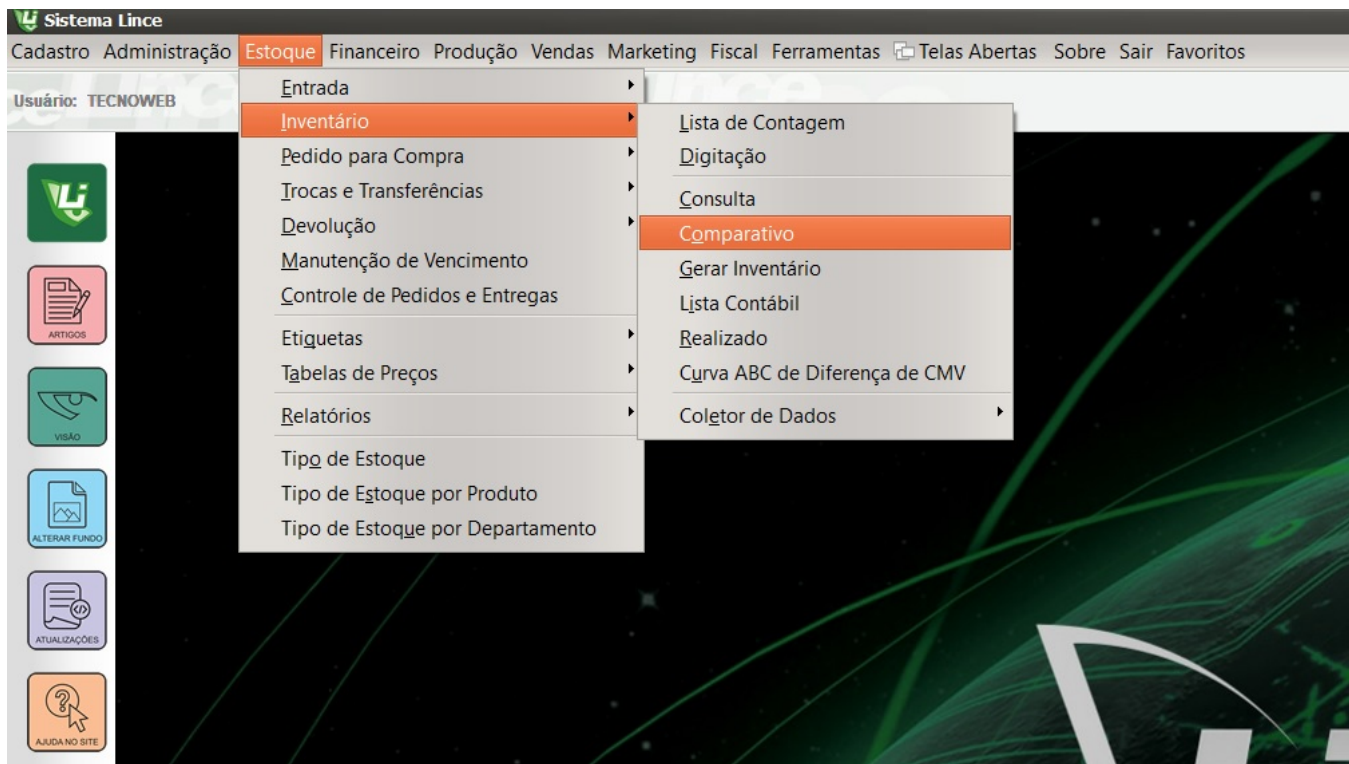 Sistema Lince
Cadastro Administração Estoque Financeiro Produção Vendas Marketing Fiscal Ferramentas Telas Abertas Sobre Sair Favoritos
Usuário: TECNOWEB
Entrada
Inventário
Pedido para Compra
Trocas e Transferências
Devolução
Manutenção de Vencimento
Controle de Pedidos e Entregas
Etiquetas
Tabelas de Preços
Relatórios
Tipo de Estoque
Tipo de Estoque por Produto
Tipo de Estoque por Departamento
Lista de Contagem
Digitação
Consulta
Comparativo
Gerar Inventário
Lista Contábil
Realizado
Curva ABC de Diferença de CMV
Coletor de Dados
ARTIGOS
VISÃO
ALTERAR FUNDO
ATUALIZAÇÕES
AJUDA NO SITE